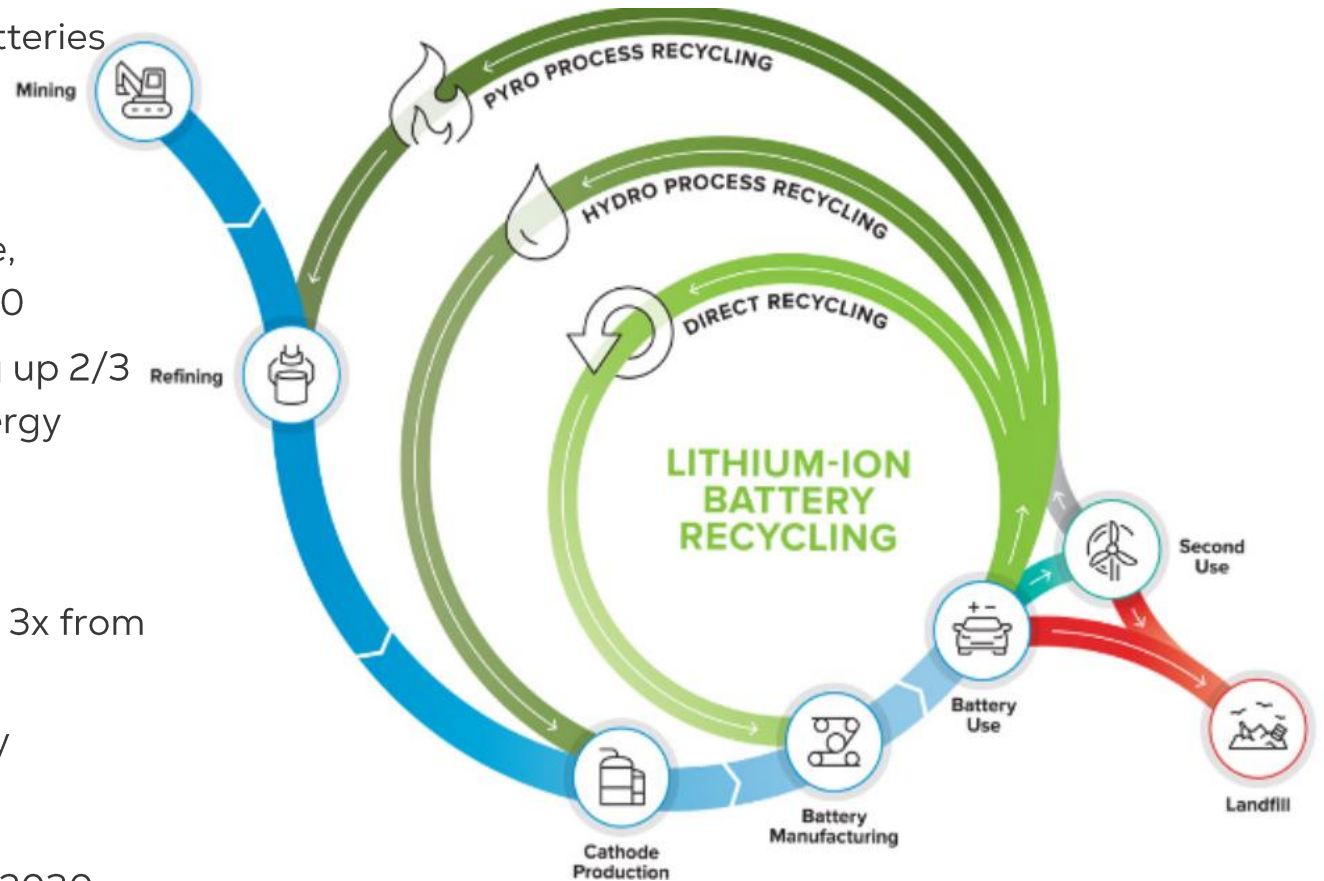 tteries
e,
0
up 2/3
ergy
3x from
y
2030
Mining
PYRO PROCESS RECYCLING
HYDRO PROCESS RECYCLING
DIRECT RECYCLING
Refining
LITHIUM-ION
BATTERY
RECYCLING
Second
Use
+ −
Battery
Use
Landfill
Battery
Manufacturing
Cathode
Production